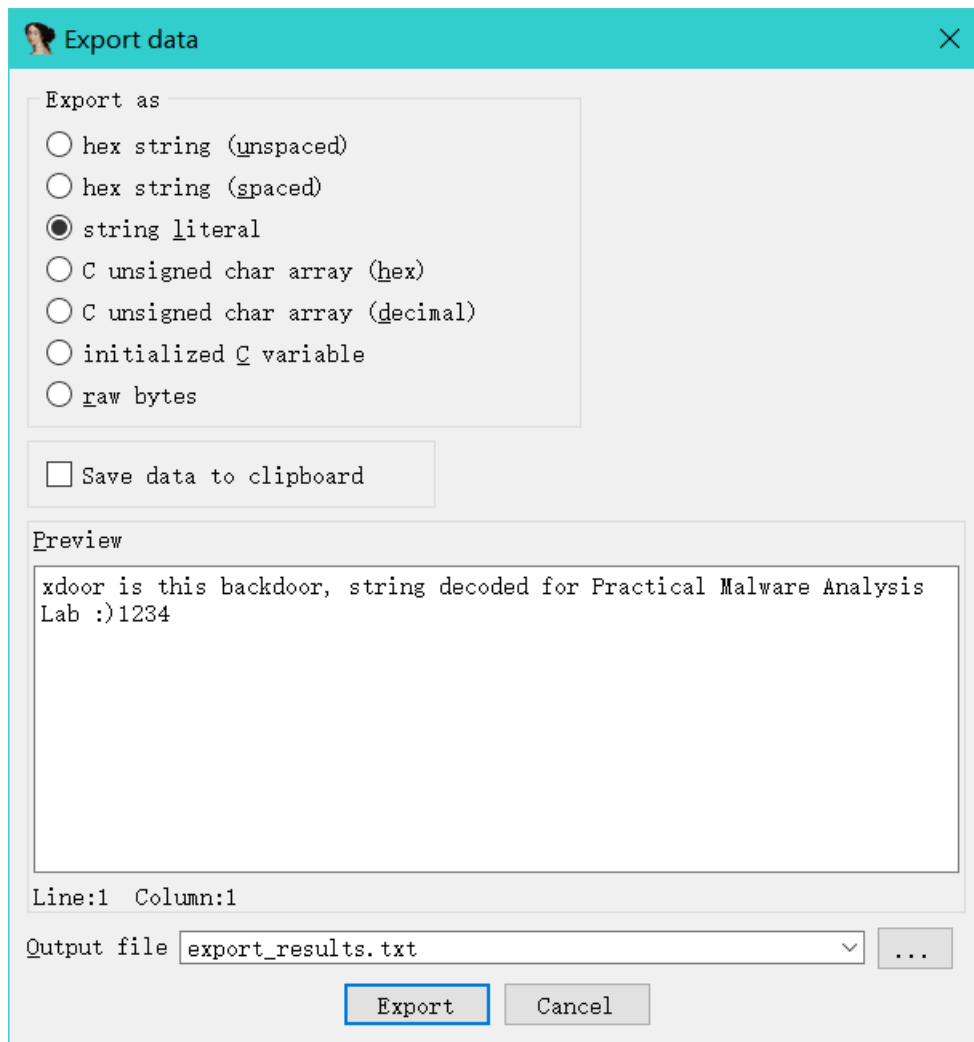 Export data
Export as
hex string (unspaced)
hex string (spaced)
string literal
C unsigned char array (hex)
C unsigned char array (decimal)
initialized C variable
raw bytes
Save data to clipboard
Preview
xdoor is this backdoor, string decoded for Practical Malware Analysis
Lab :)1234
Line:1 Column:1
Output file export_results.txt ...
Export Cancel